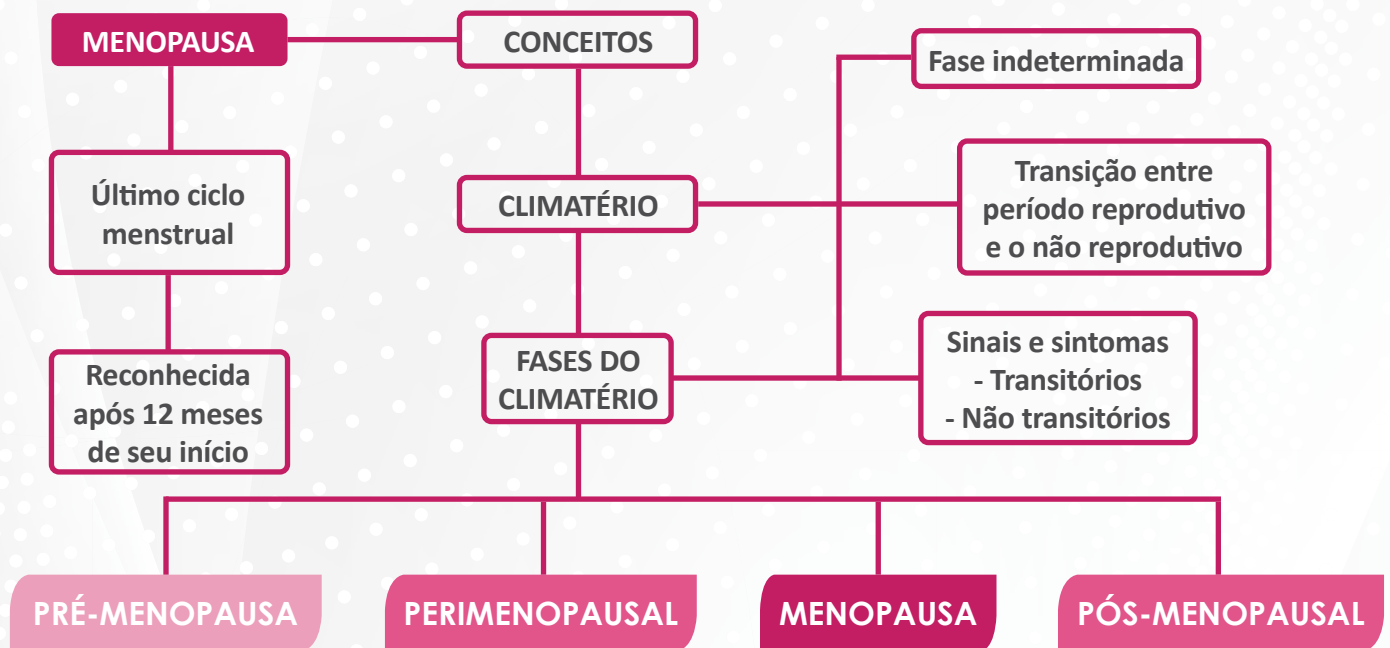 MENOPAUSA
CONCEITOS
Fase indeterminada
Último ciclo
menstrual
CLIMATÉRIO
Transição entre
período reprodutivo
e o não reprodutivo
Reconhecida
após 12 meses
de seu início
FASES DO
CLIMATÉRIO
Sinais e sintomas
- Transitórios
- Não transitórios
PRÉ-MENOPAUSA
PERIMENOPAUSAL
MENOPAUSA
PÓS-MENOPAUSAL